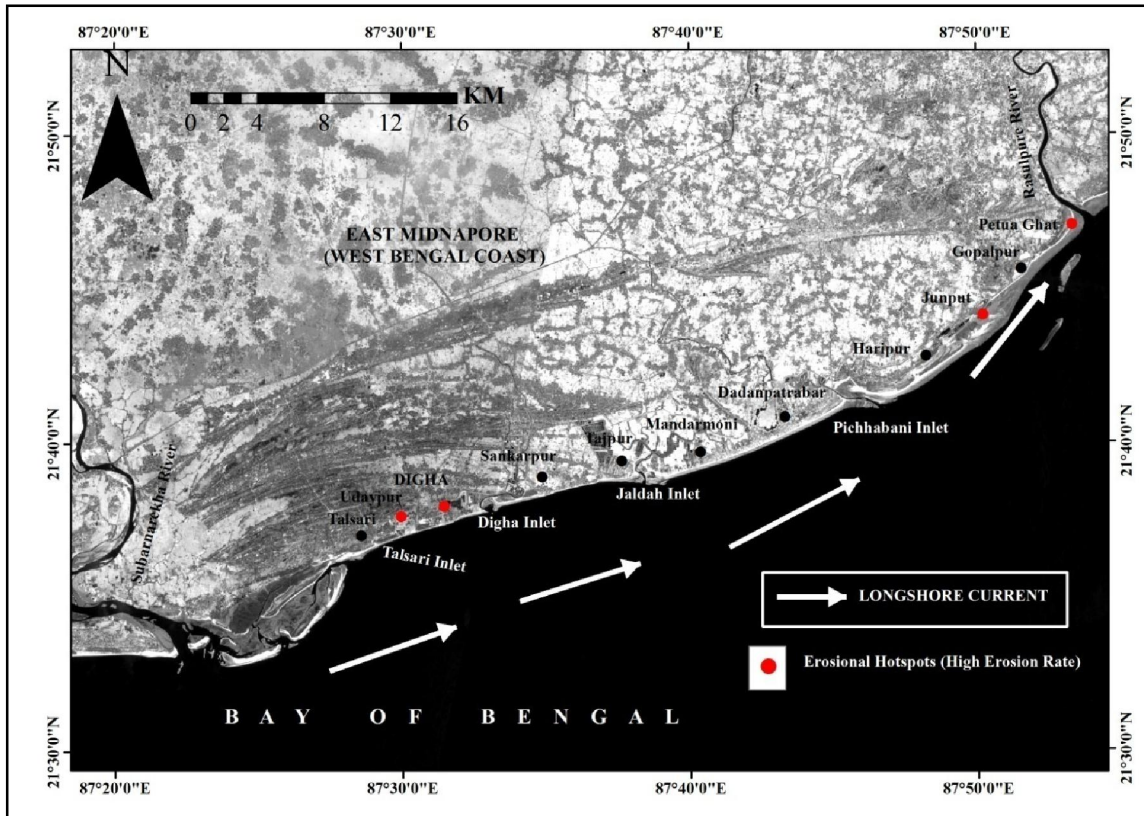 87°20'0"E 87°30'0"E 87°40'0"E 87°50'0"E
N
KM
0 2 4 8 12 16
21°50'0"N
21°50'0"N
Rasulpure River
Petua Ghat
EAST MIDNAPORE
(WEST BENGAL COAST)
Gopalpur
Junput
Haripur
Dadanpatrabar
Pichhabani Inlet
Mandarmoni
21°40'0"N
21°40'0"N
Tajpur
Sankarpur
Jaldah Inlet
DIGHA
Udaypur
Digha Inlet
Talsari
Talsari Inlet
Subarnarekha River
LONGSHORE CURRENT
Erosional Hotspots (High Erosion Rate)
BAY OF BENGAL
21°30'0"N
21°30'0"N
87°20'0"E 87°30'0"E 87°40'0"E 87°50'0"E